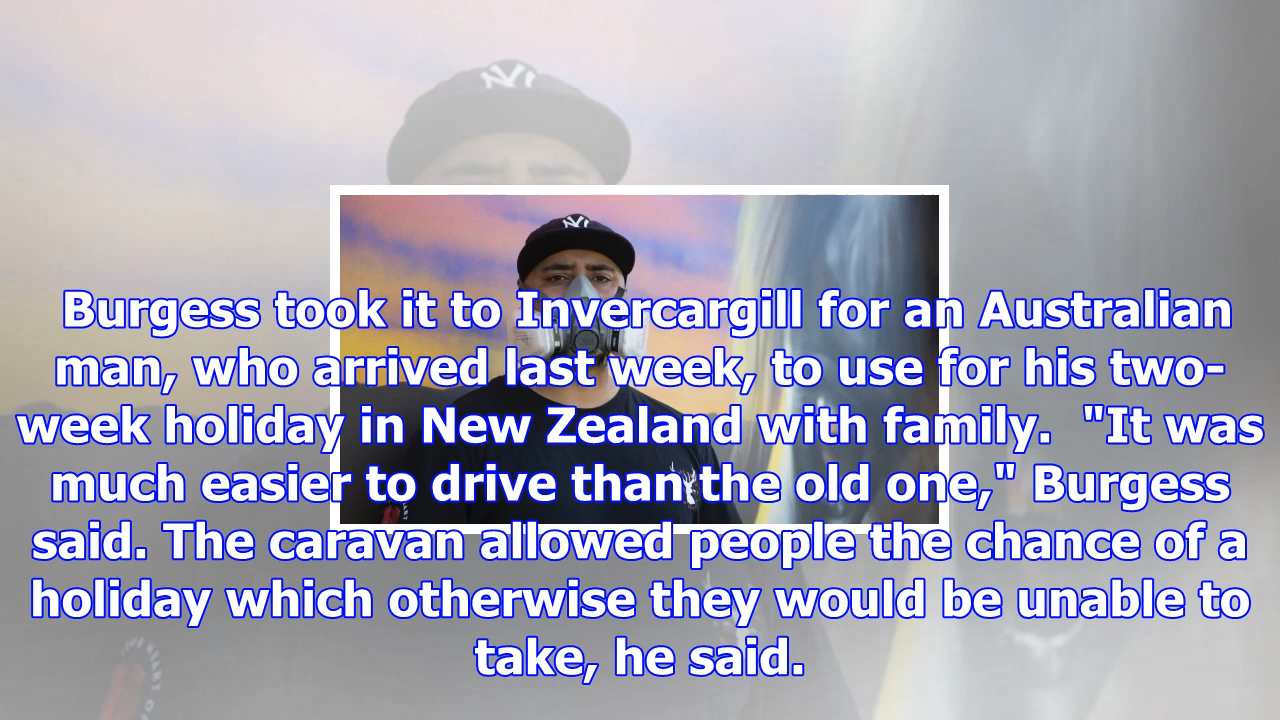 Burgess took it to Invercargill for an Australian
man, who arrived last week, to use for his two-
week holiday in New Zealand with family.  "It was
much easier to drive than the old one," Burgess
said. The caravan allowed people the chance of a
holiday which otherwise they would be unable to
take, he said.
NY